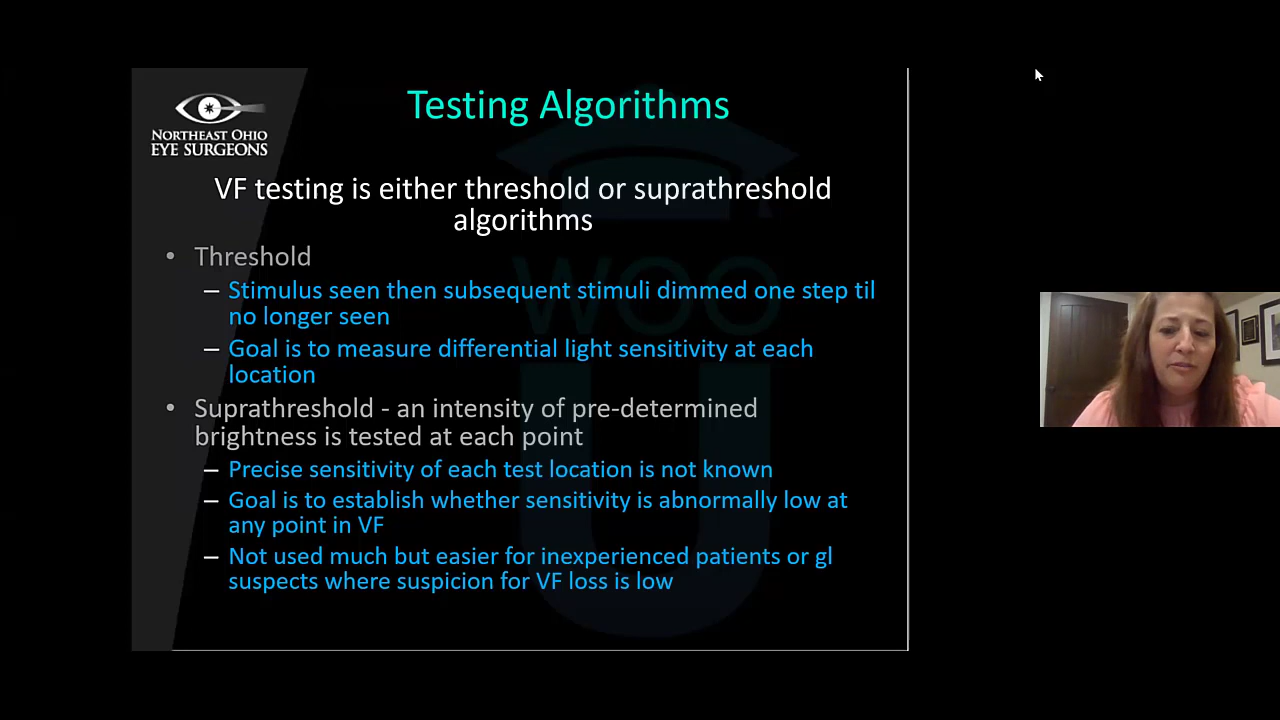 Testing Algorithms
NORTHEAST OHIO
EYE SURGEONS
VF testing is either threshold or suprathreshold
algorithms
• Threshold
– Stimulus seen then subsequent stimuli dimmed one step til
no longer seen
– Goal is to measure differential light sensitivity at each
location
• Suprathreshold - an intensity of pre-determined
brightness is tested at each point
– Precise sensitivity of each test location is not known
– Goal is to establish whether sensitivity is abnormally low at
any point in VF
– Not used much but easier for inexperienced patients or gl
suspects where suspicion for VF loss is low
WOO
U